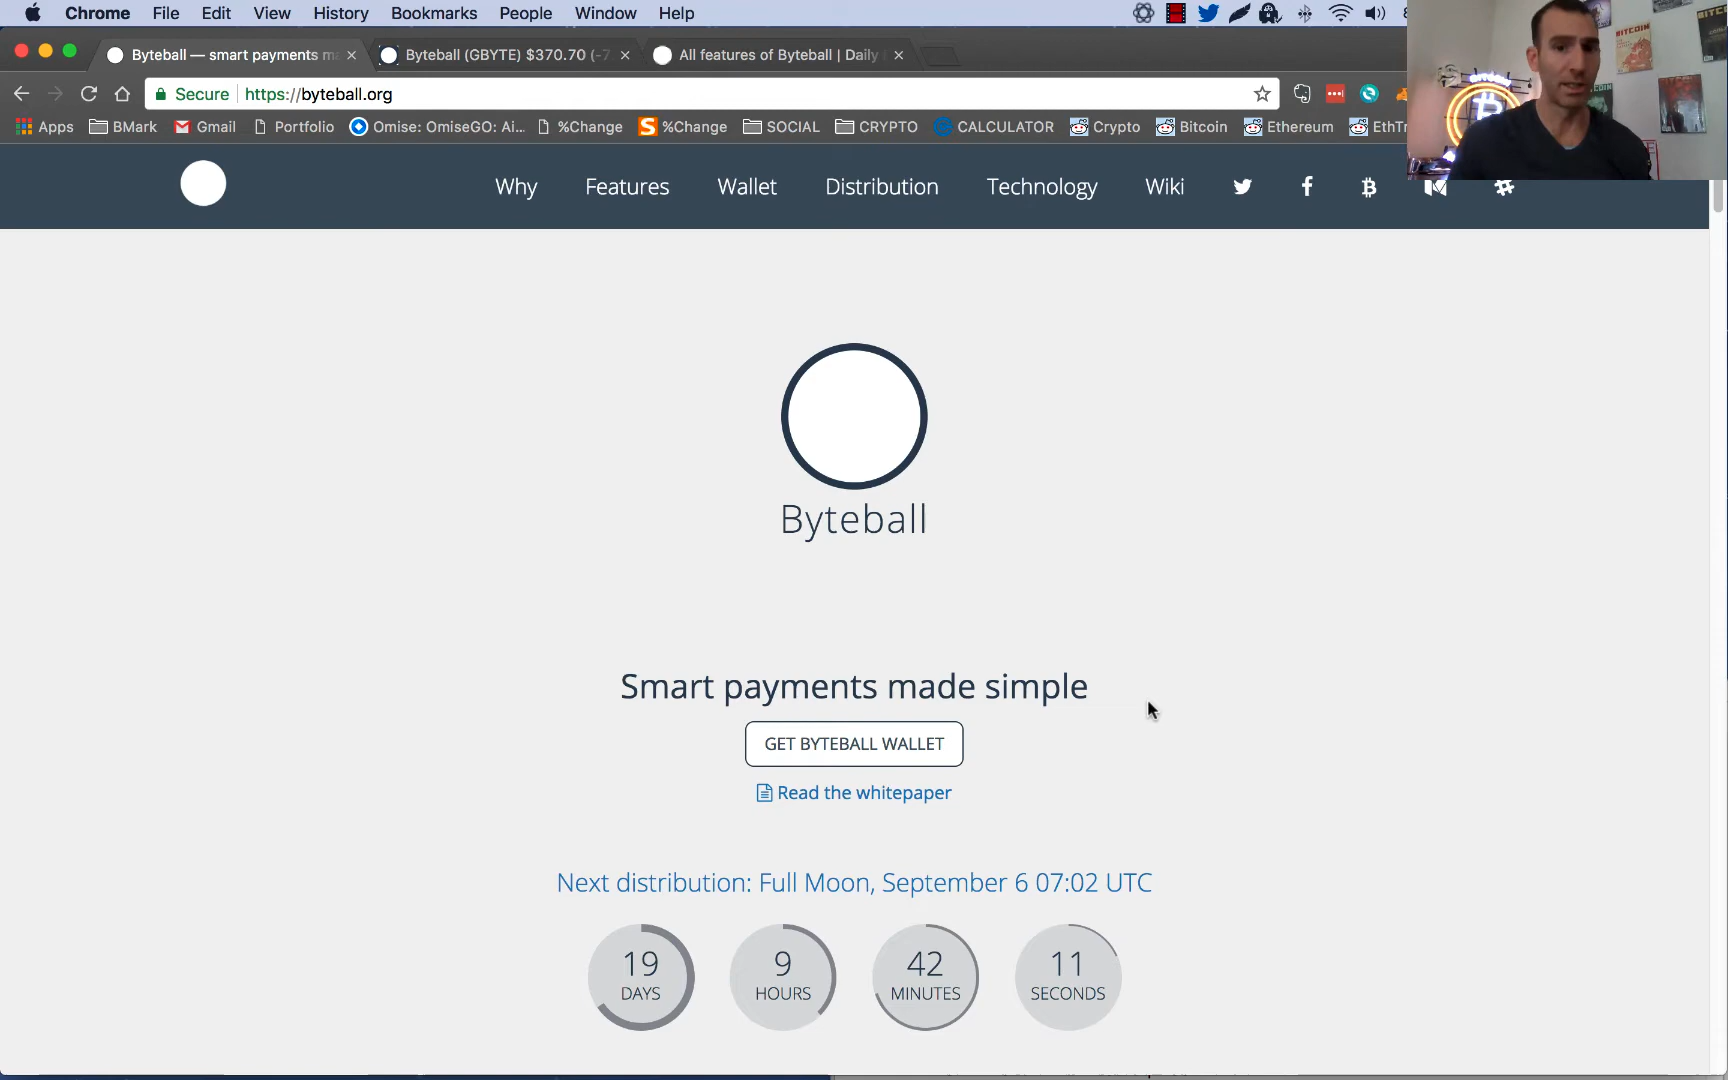 Chrome File Edit View History Bookmarks People Window Help
Byteball — smart payments m
Byteball (GBYTE) $370.70 (-7
All features of Byteball | Daily
Secure https://byteball.org
Apps BMark Gmail Portfolio Omise: OmiseGO: Ai... %Change %Change SOCIAL CRYPTO CALCULATOR Crypto Bitcoin Ethereum EthTr
Why Features Wallet Distribution Technology Wiki
Byteball
Smart payments made simple
GET BYTEBALL WALLET
Read the whitepaper
Next distribution: Full Moon, September 6 07:02 UTC
19 9 42 11
DAYS HOURS MINUTES SECONDS